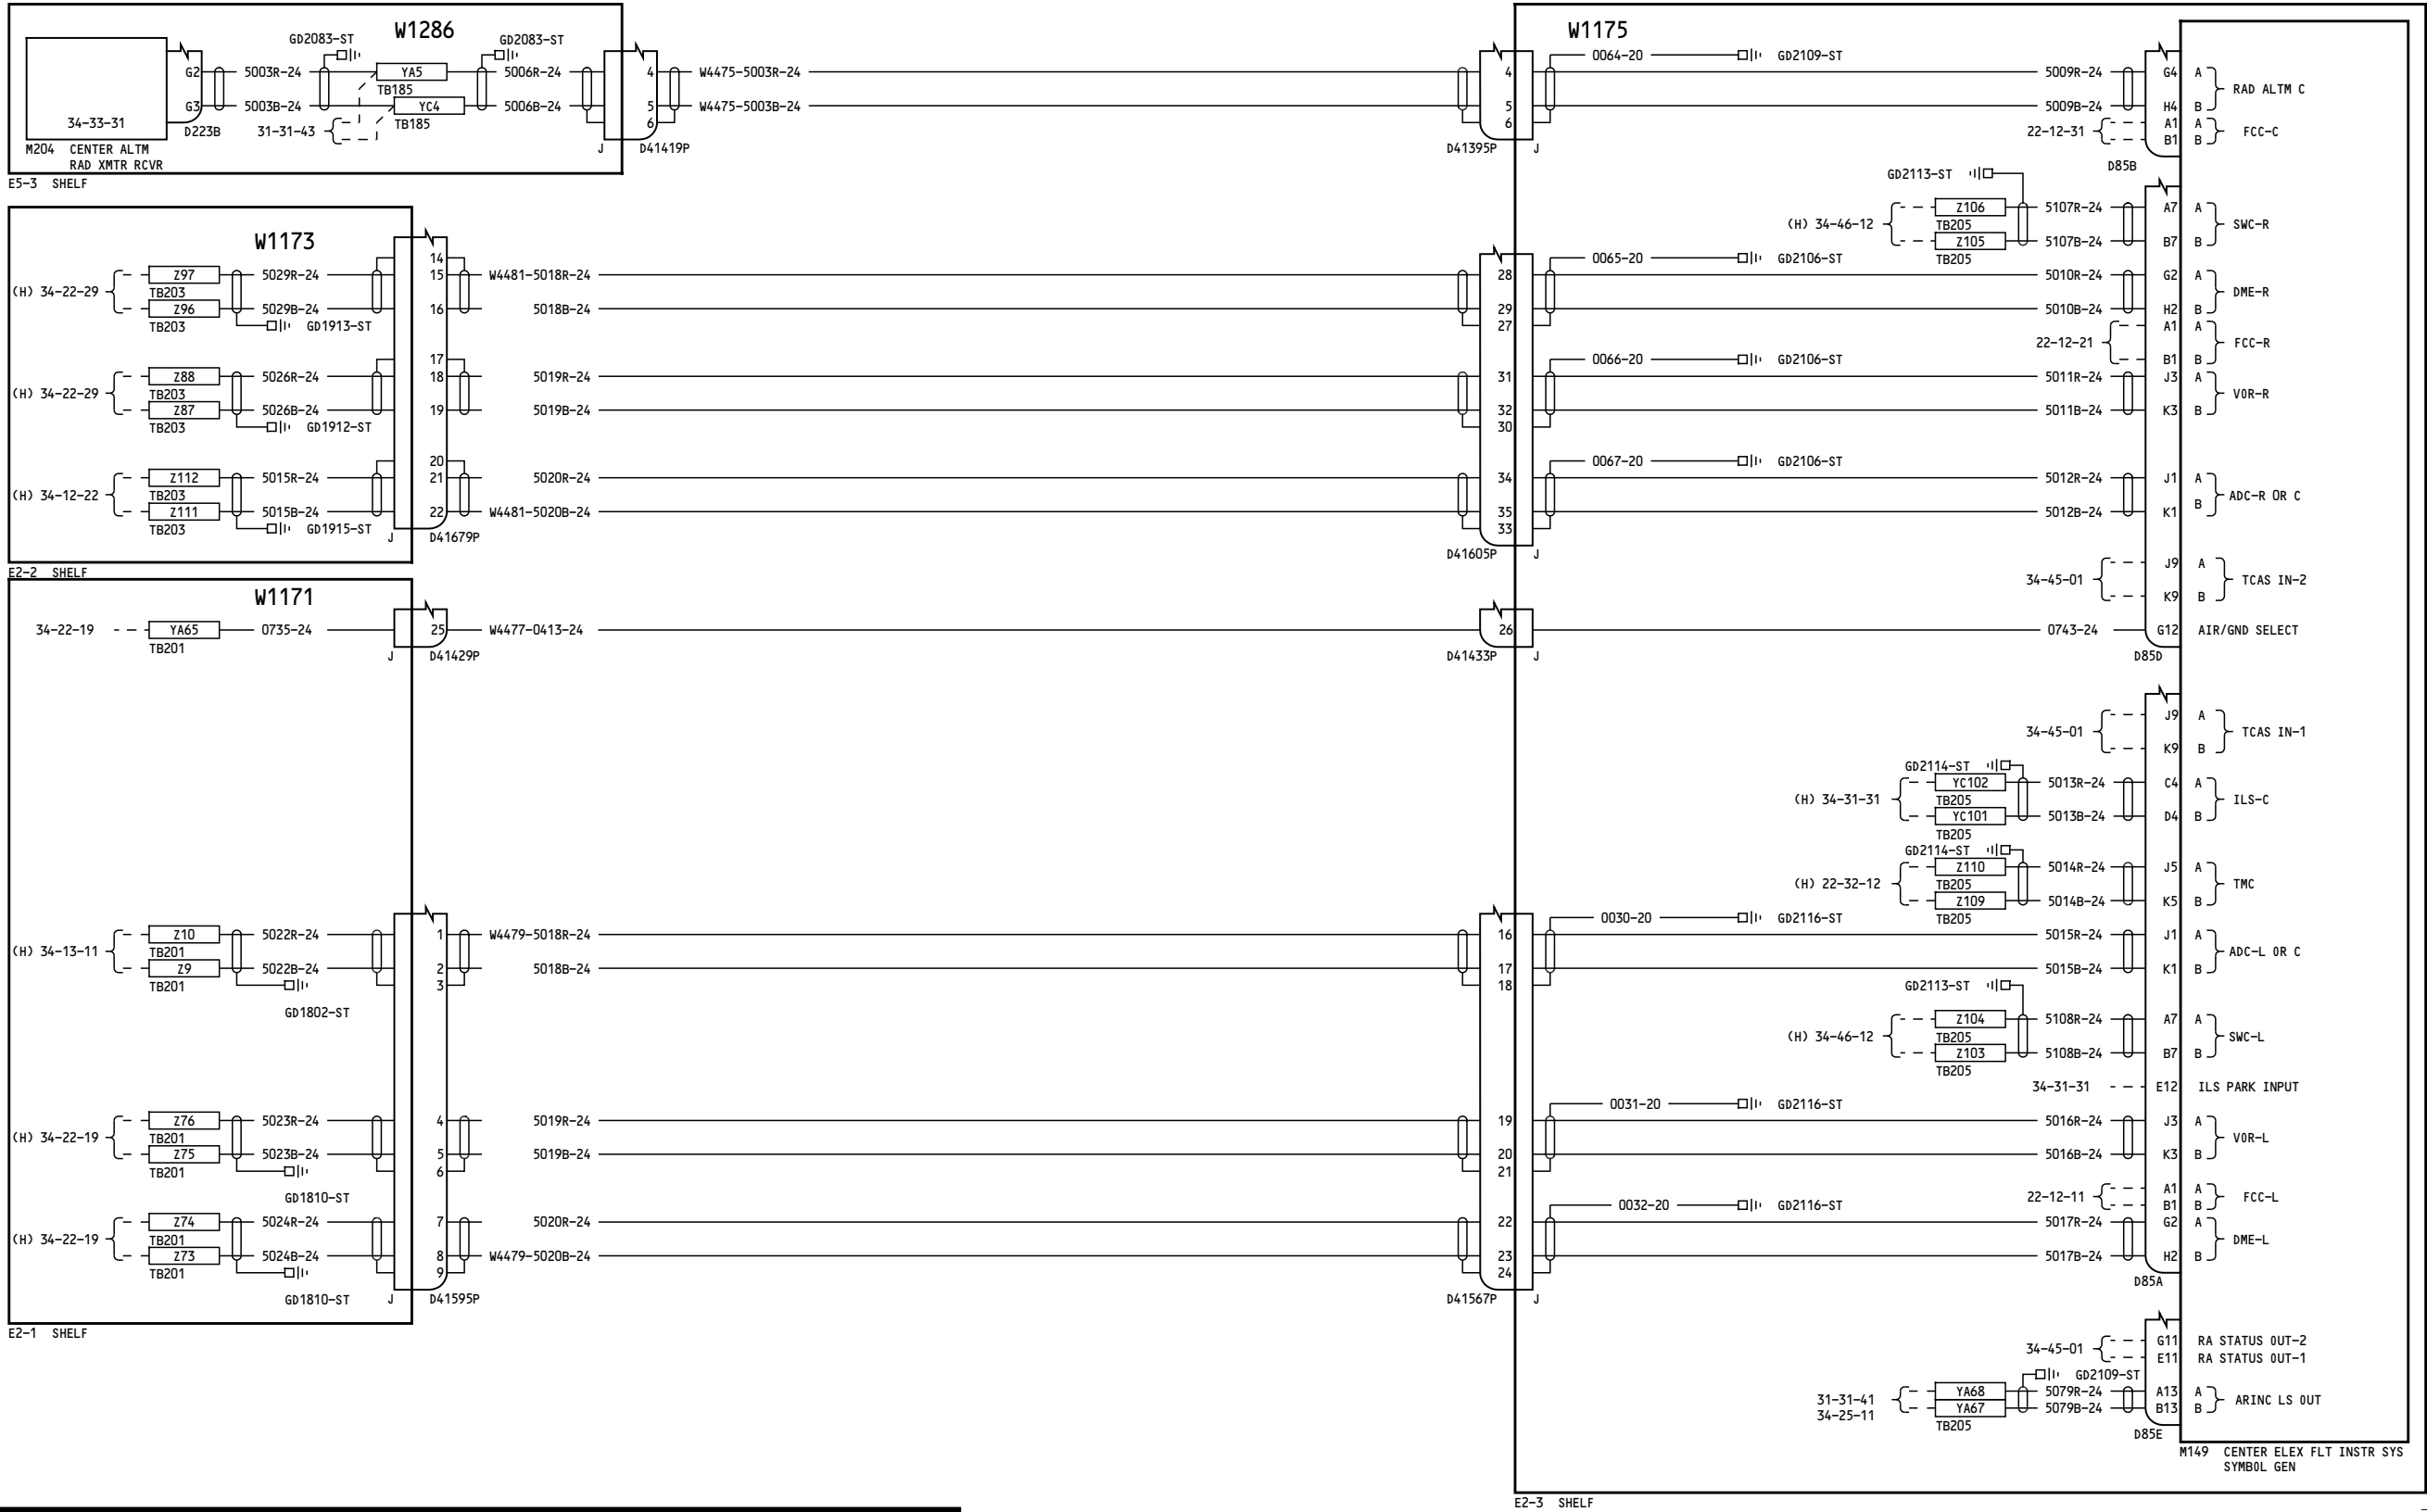 W1286
W1175
GD2083-ST
GD2083-ST
0064-20
GD2109-ST
G2
5003R-24
YA5
5006R-24
4
W4475-5003R-24
4
5009R-24
G4
A
RAD ALTM C
TB185
G3
5003B-24
YC4
5006B-24
5
W4475-5003B-24
5
5009B-24
H4
B
34-33-31
D223B
31-31-43
TB185
6
6
22-12-31
A1
A
FCC-C
B1
B
M204 CENTER ALTM
RAD XMTR RCVR
J
D41419P
D41395P
J
D85B
E5-3 SHELF
GD2113-ST
(H) 34-46-12
Z106
5107R-24
A7
A
SWC-R
TB205
Z105
5107B-24
B7
B
TB205
W1173
14
0065-20
GD2106-ST
(H) 34-22-29
Z97
5029R-24
15
W4481-5018R-24
28
5010R-24
G2
A
DME-R
TB203
Z96
5029B-24
16
5018B-24
29
5010B-24
H2
B
TB203
GD1913-ST
27
22-12-21
A1
A
FCC-R
17
0066-20
GD2106-ST
B1
B
(H) 34-22-29
Z88
5026R-24
18
5019R-24
31
5011R-24
J3
A
VOR-R
TB203
Z87
5026B-24
19
5019B-24
32
5011B-24
K3
B
TB203
GD1912-ST
30
20
0067-20
GD2106-ST
(H) 34-12-22
Z112
5015R-24
21
5020R-24
34
5012R-24
J1
A
ADC-R OR C
TB203
B
Z111
5015B-24
22
W4481-5020B-24
35
5012B-24
K1
TB203
GD1915-ST
33
J
D41679P
D41605P
J
E2-2 SHELF
34-45-01
J9
A
TCAS IN-2
K9
B
W1171
34-22-19
YA65
0735-24
25
W4477-0413-24
26
0743-24
G12
AIR/GND SELECT
TB201
J
D41429P
D41433P
J
D85D
34-45-01
J9
A
TCAS IN-1
K9
B
GD2114-ST
(H) 34-31-31
YC102
5013R-24
C4
A
ILS-C
TB205
YC101
5013B-24
D4
B
TB205
GD2114-ST
(H) 22-32-12
Z110
5014R-24
J5
A
TMC
TB205
Z109
5014B-24
K5
B
TB205
0030-20
GD2116-ST
(H) 34-13-11
Z10
5022R-24
1
W4479-5018R-24
16
5015R-24
J1
A
ADC-L OR C
TB201
Z9
5022B-24
2
5018B-24
17
5015B-24
K1
B
TB201
3
18
GD1802-ST
GD2113-ST
(H) 34-46-12
Z104
5108R-24
A7
A
SWC-L
TB205
Z103
5108B-24
B7
B
TB205
34-31-31
E12
ILS PARK INPUT
0031-20
GD2116-ST
(H) 34-22-19
Z76
5023R-24
4
5019R-24
19
5016R-24
J3
A
VOR-L
TB201
Z75
5023B-24
5
5019B-24
20
5016B-24
K3
B
TB201
6
21
GD1810-ST
22-12-11
A1
A
FCC-L
0032-20
GD2116-ST
B1
B
(H) 34-22-19
Z74
5024R-24
7
5020R-24
22
5017R-24
G2
A
DME-L
TB201
Z73
5024B-24
8
W4479-5020B-24
23
5017B-24
H2
B
TB201
9
24
GD1810-ST
J
D41595P
D41567P
J
D85A
E2-1 SHELF
34-45-01
G11
RA STATUS OUT-2
E11
RA STATUS OUT-1
GD2109-ST
31-31-41
34-25-11
YA68
5079R-24
A13
A
ARINC LS OUT
YA67
5079B-24
B13
B
TB205
D85E
M149 CENTER ELEX FLT INSTR SYS
SYMBOL GEN
E2-3 SHELF